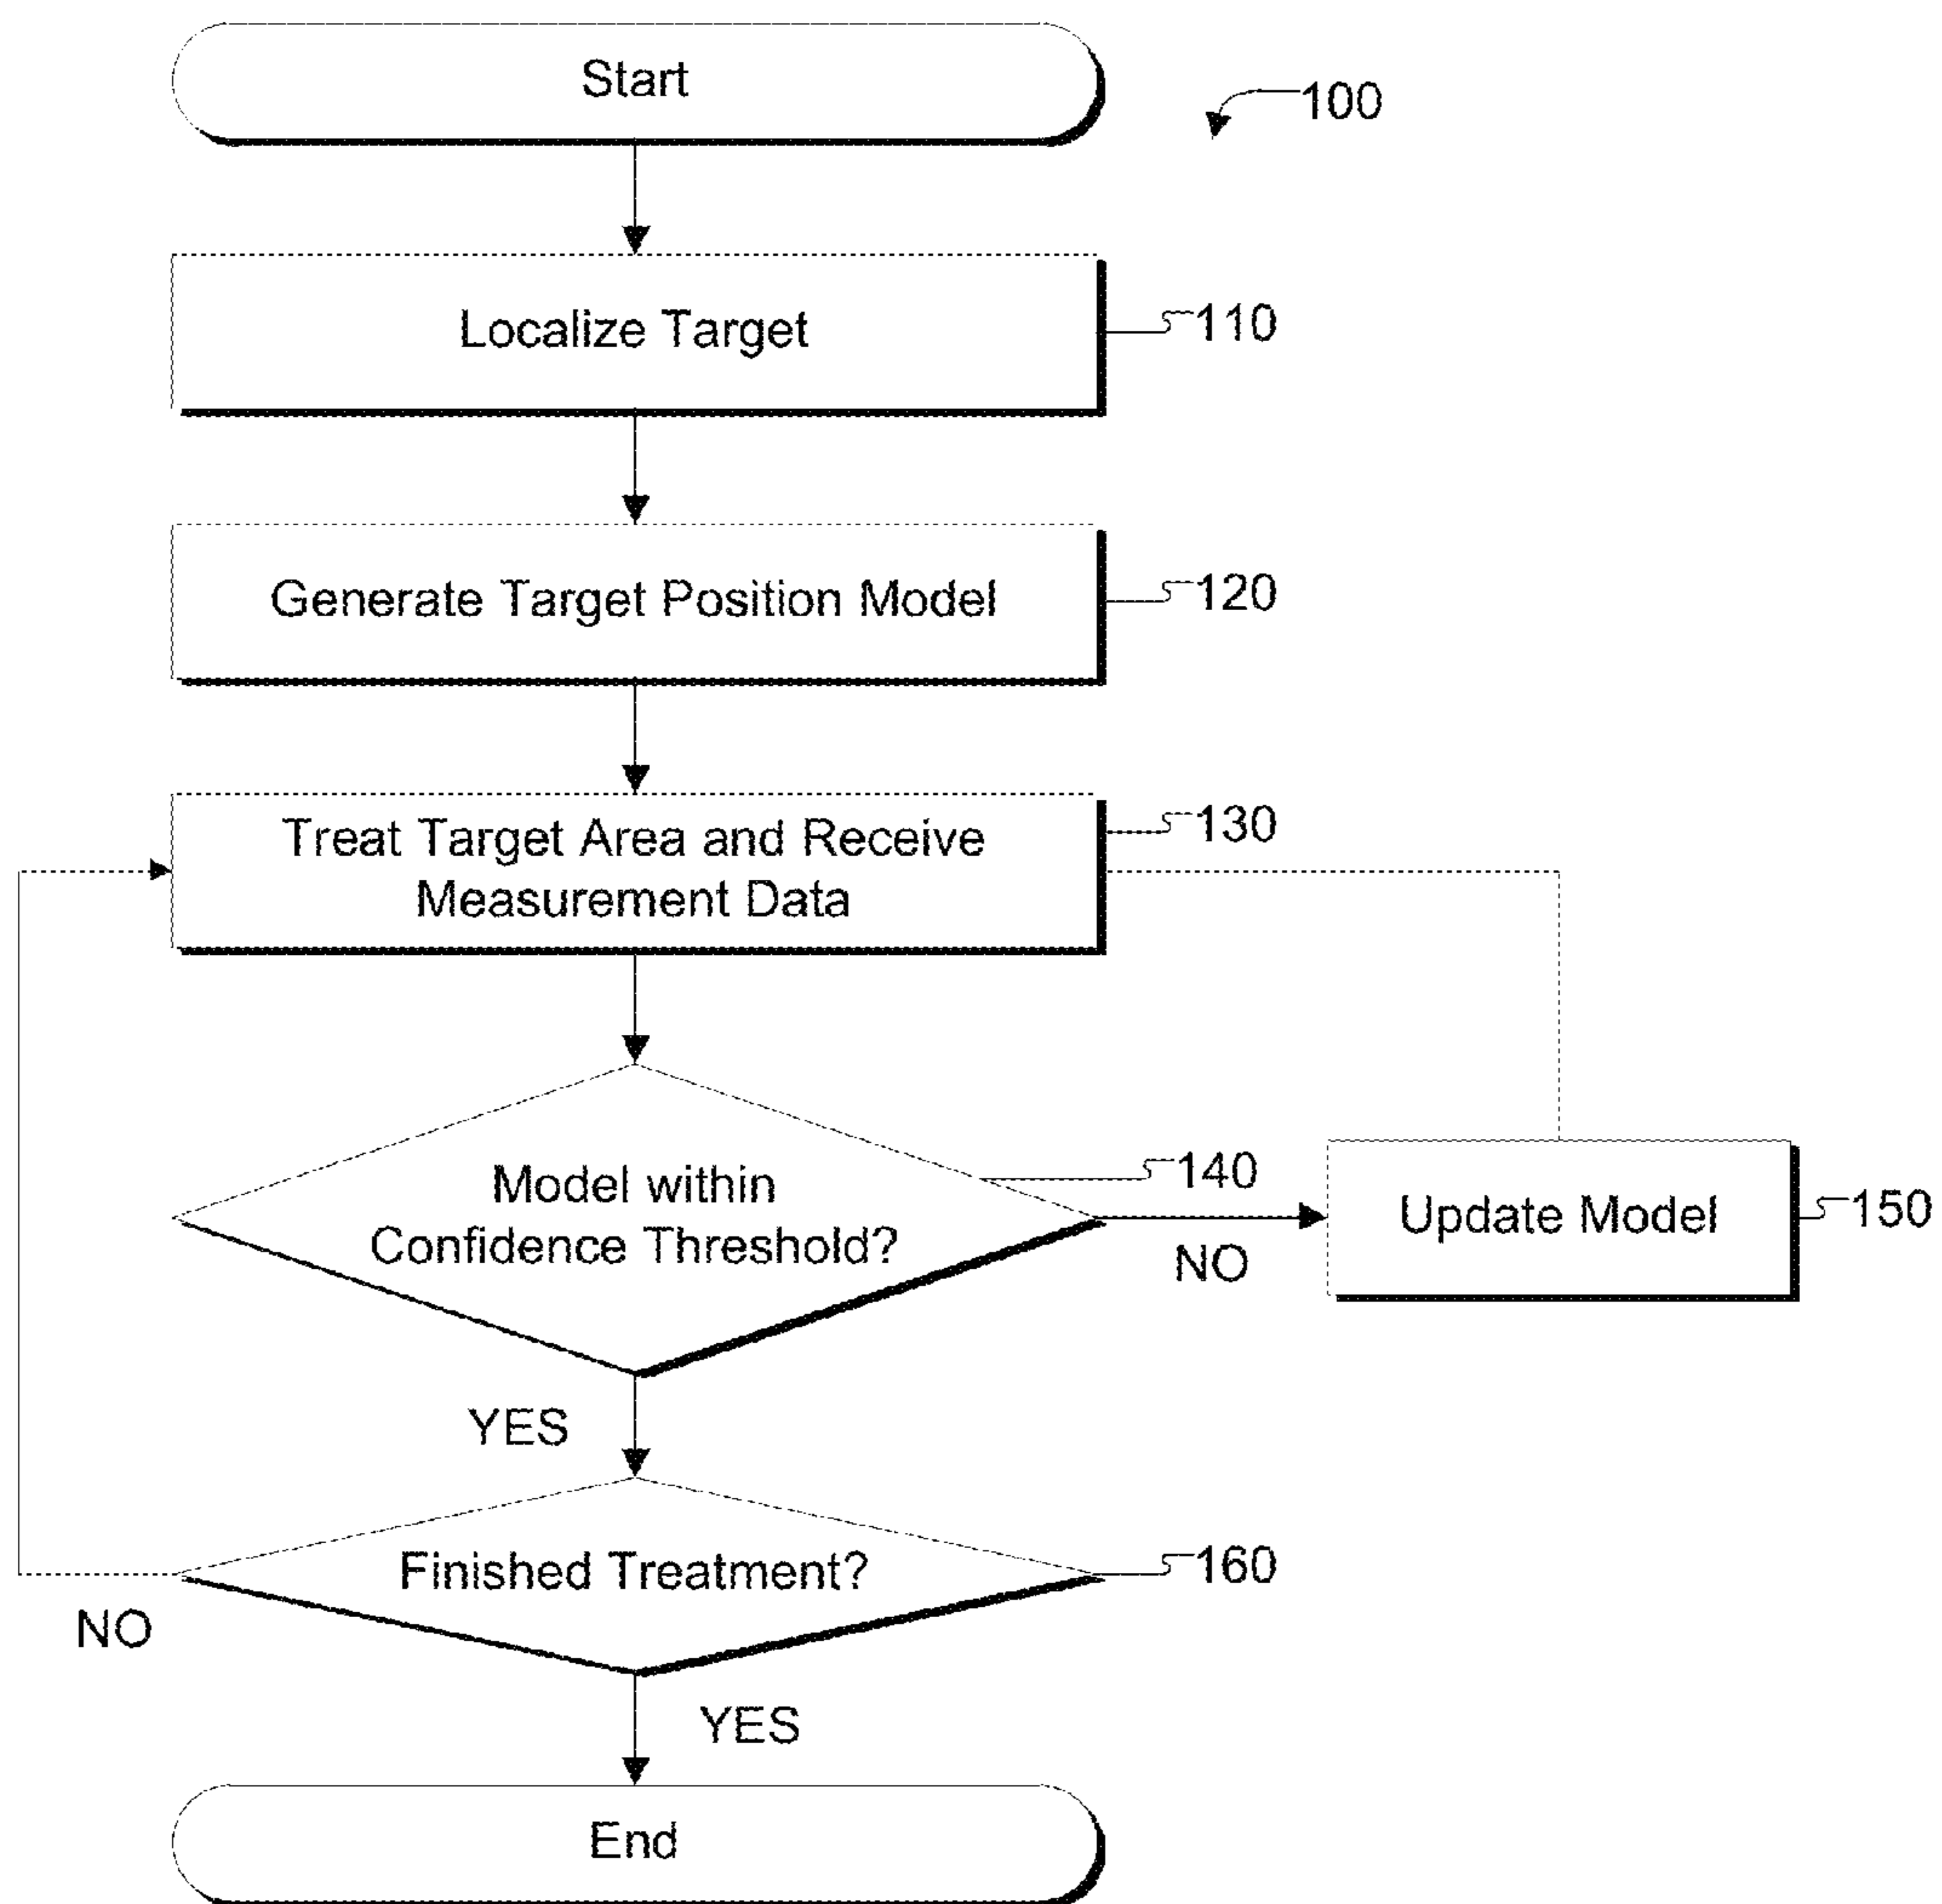 Start
100
Localize Target
110
Generate Target Position Model
120
Treat Target Area and Receive
Measurement Data
130
Model within
Confidence Threshold?
140
NO
Update Model
150
YES
Finished Treatment?
160
NO
YES
End